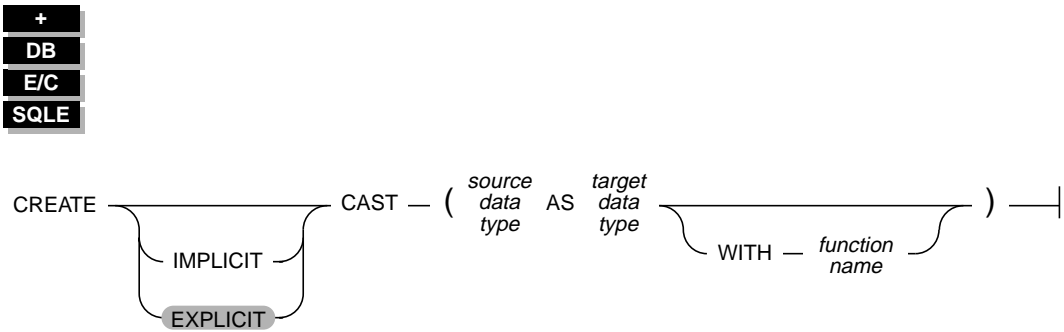 +
DB
E/C
SQLE
CREATE
IMPLICIT
EXPLICIT
CAST
(
source
data
type
AS
target
data
type
WITH
function
name
)